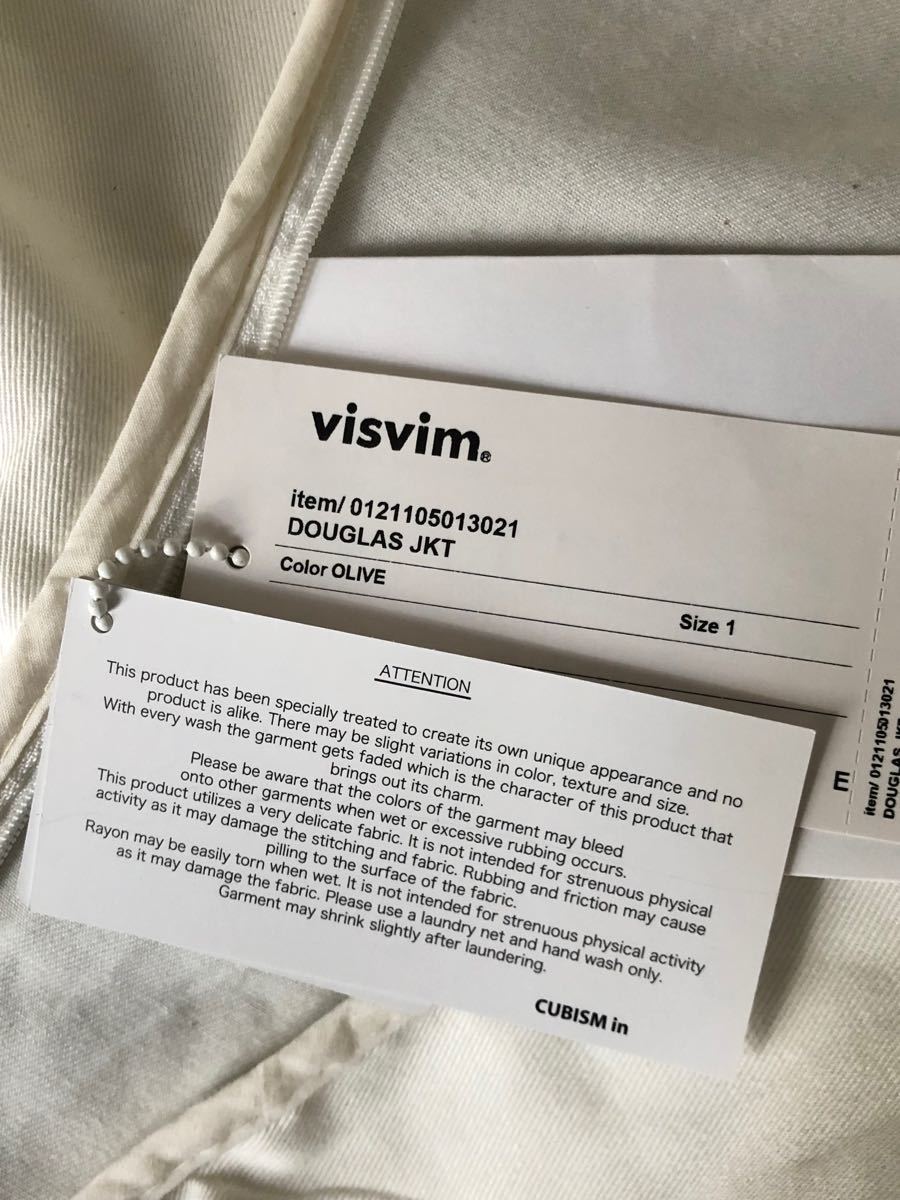 visvim®
item/ 0121105013021
DOUGLAS JKT
Color OLIVE
Size 1
E
item/ 0121105013021
ATTENTION
This product has been specially treated to create its own unique appearance and no
product is alike. There may be slight variations in color, texture and size.
With every wash the garment gets faded which is the character of this product that
brings out its charm.
Please be aware that the colors of the garment may bleed
onto other garments when wet or excessive rubbing occurs.
This product utilizes a very delicate fabric. It is not intended for strenuous physical
activity as it may damage the stitching and fabric. Rubbing and friction may cause
pilling to the surface of the fabric.
Rayon may be easily torn when wet. It is not intended for strenuous physical activity
as it may damage the fabric. Please use a laundry net and hand wash only.
Garment may shrink slightly after laundering.
CUBISM in
DOUGLAS